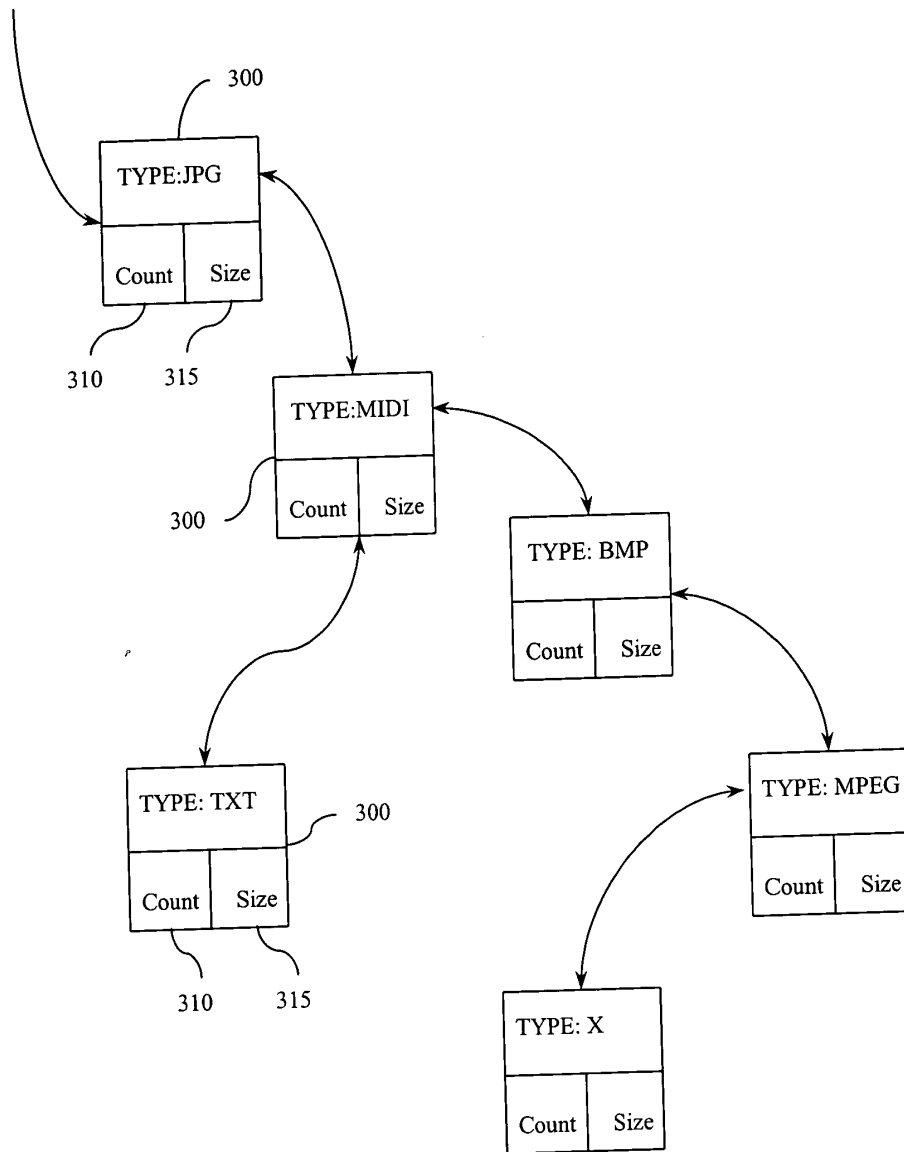 300
TYPE:JPG
Count Size
310 315
TYPE:MIDI
300
Count Size
TYPE: BMP
Count Size
TYPE: TXT
300
Count Size
310 315
TYPE: MPEG
Count Size
TYPE: X
Count Size